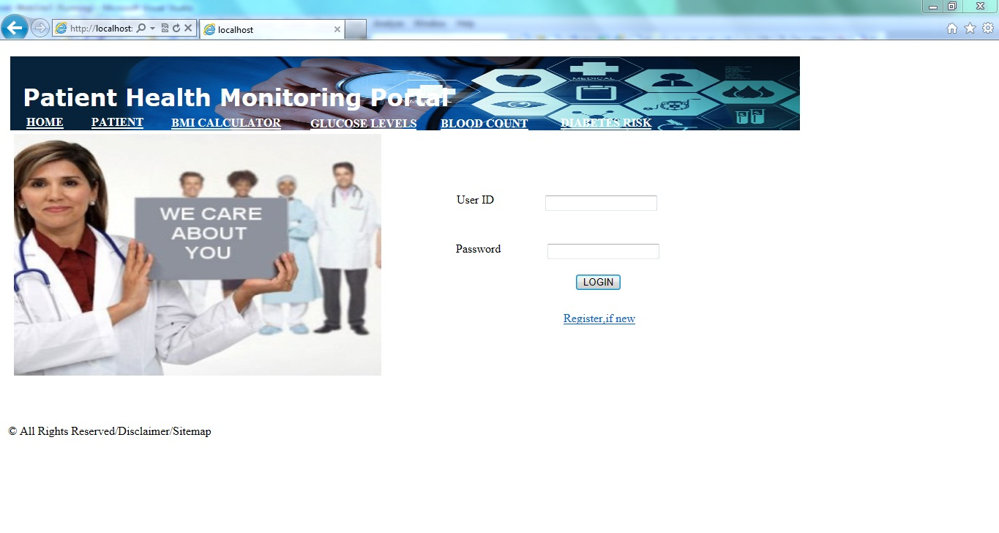 http://localhost:
localhost
Patient Health Monitoring Portal
MEDICAL
HOME PATIENT BMI CALCULATOR GLUCOSE LEVELS BLOOD COUNT DIABETES RISK
WE CARE
ABOUT
YOU
User ID
Password
LOGIN
Register,if new
© All Rights Reserved/Disclaimer/Sitemap